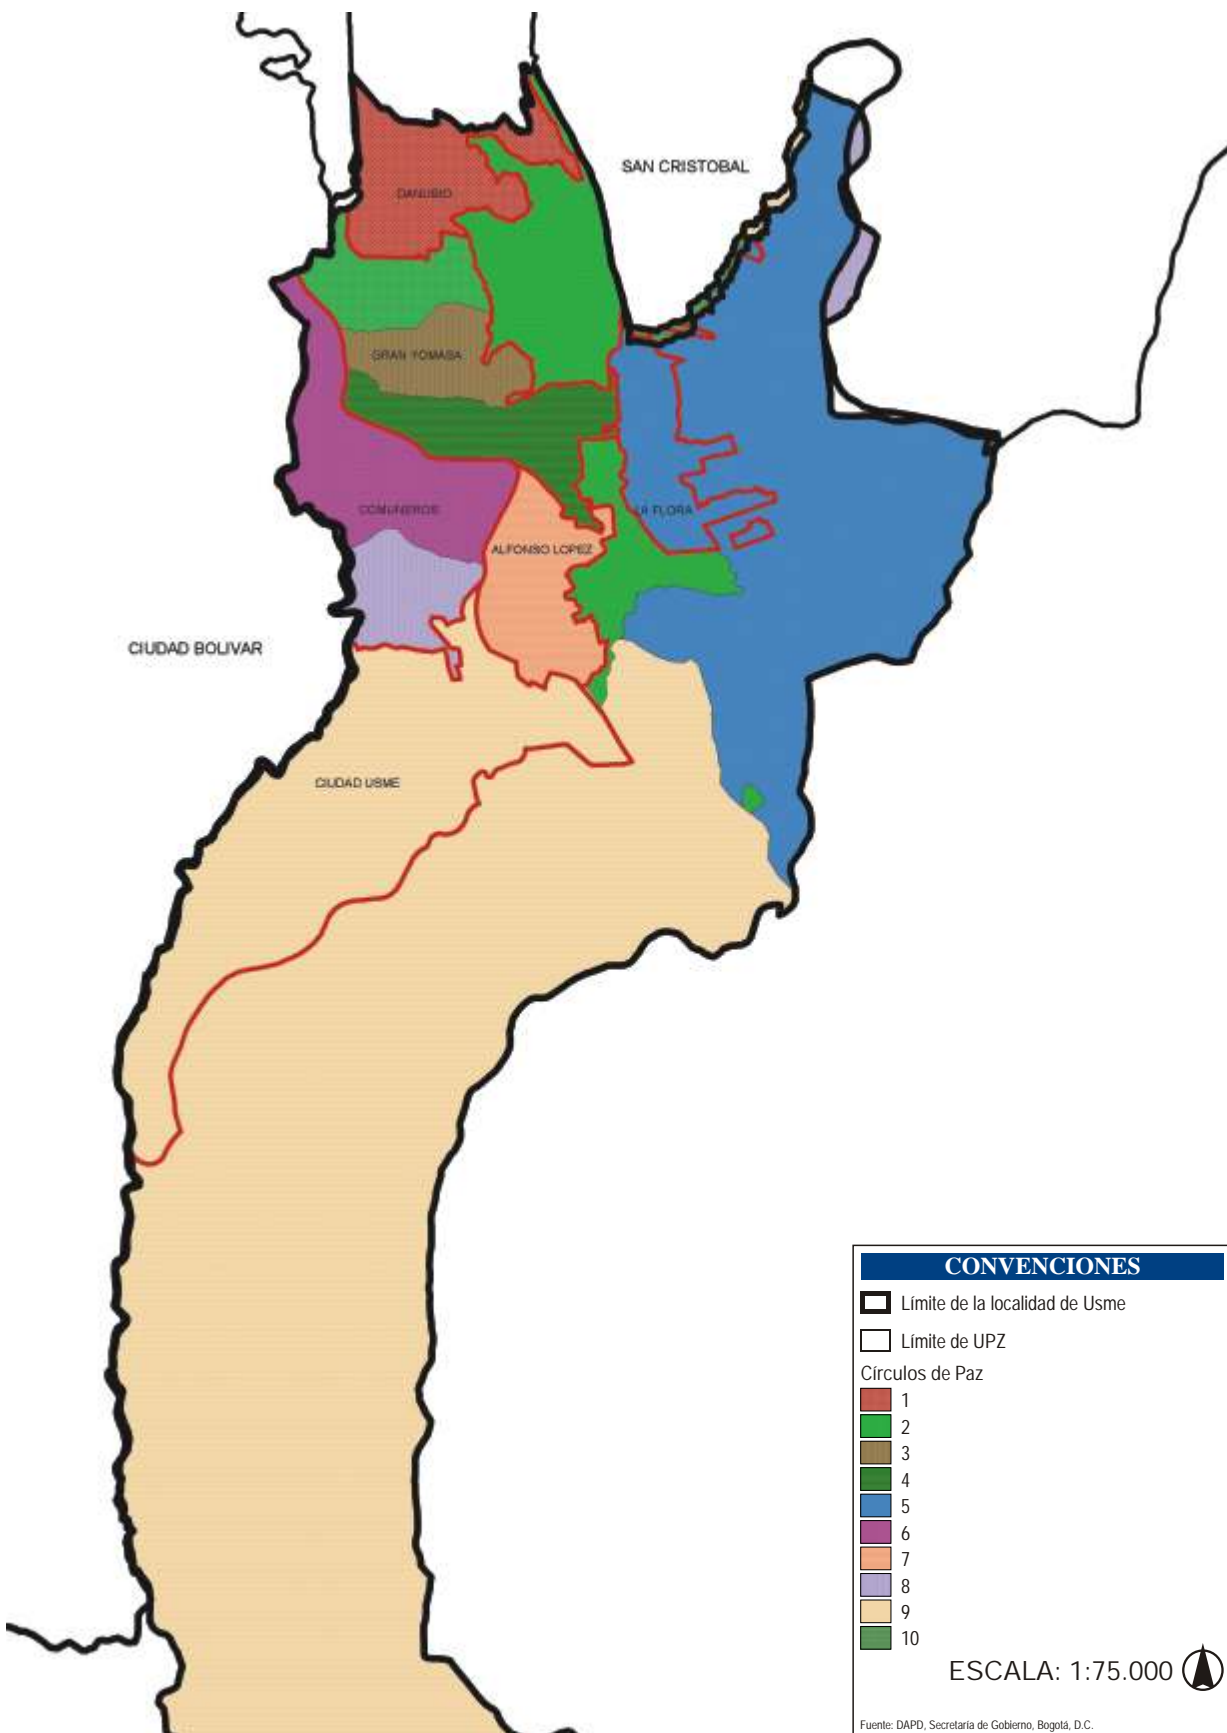 SAN CRISTOBAL
DANUBIO
GRAN YOMASA
COMUNEROS
LA FLORA
ALFONSO LOPEZ
CIUDAD BOLIVAR
CIUDAD USME
CONVENCIONES
Límite de la localidad de Usme
Límite de UPZ
Círculos de Paz
1
2
3
4
5
6
7
8
9
10
ESCALA: 1:75.000
Fuente: DAPD, Secretaría de Gobierno, Bogotá, D.C.